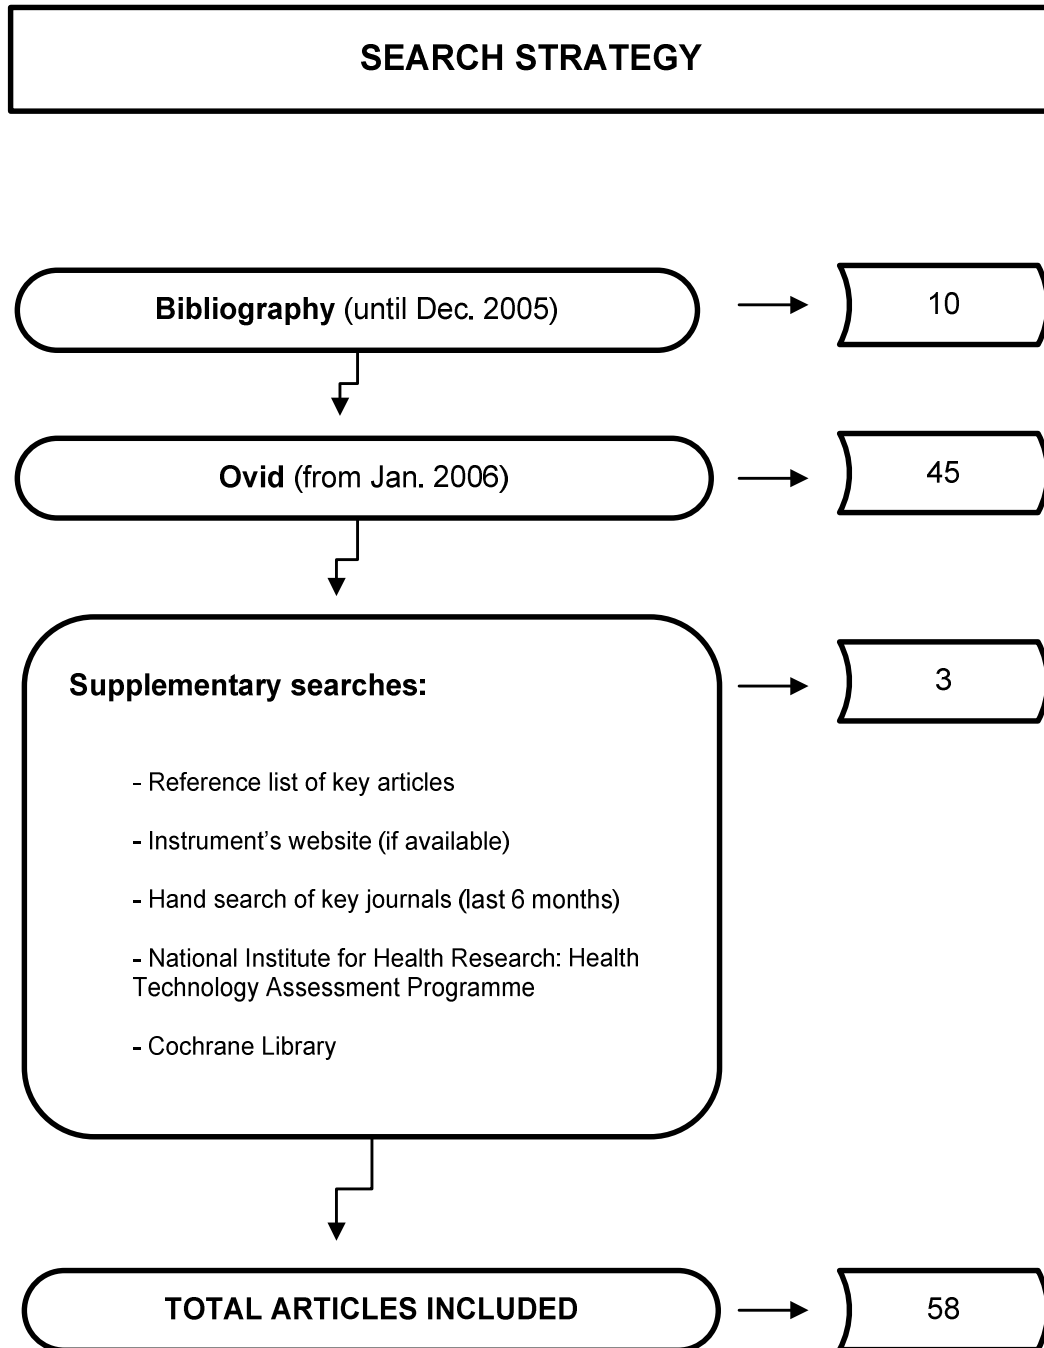 SEARCH STRATEGY
Bibliography (until Dec. 2005)
10
Ovid (from Jan. 2006)
45
Supplementary searches:
3
- Reference list of key articles
- Instrument’s website (if available)
- Hand search of key journals (last 6 months)
- National Institute for Health Research: Health
Technology Assessment Programme
- Cochrane Library
TOTAL ARTICLES INCLUDED
58